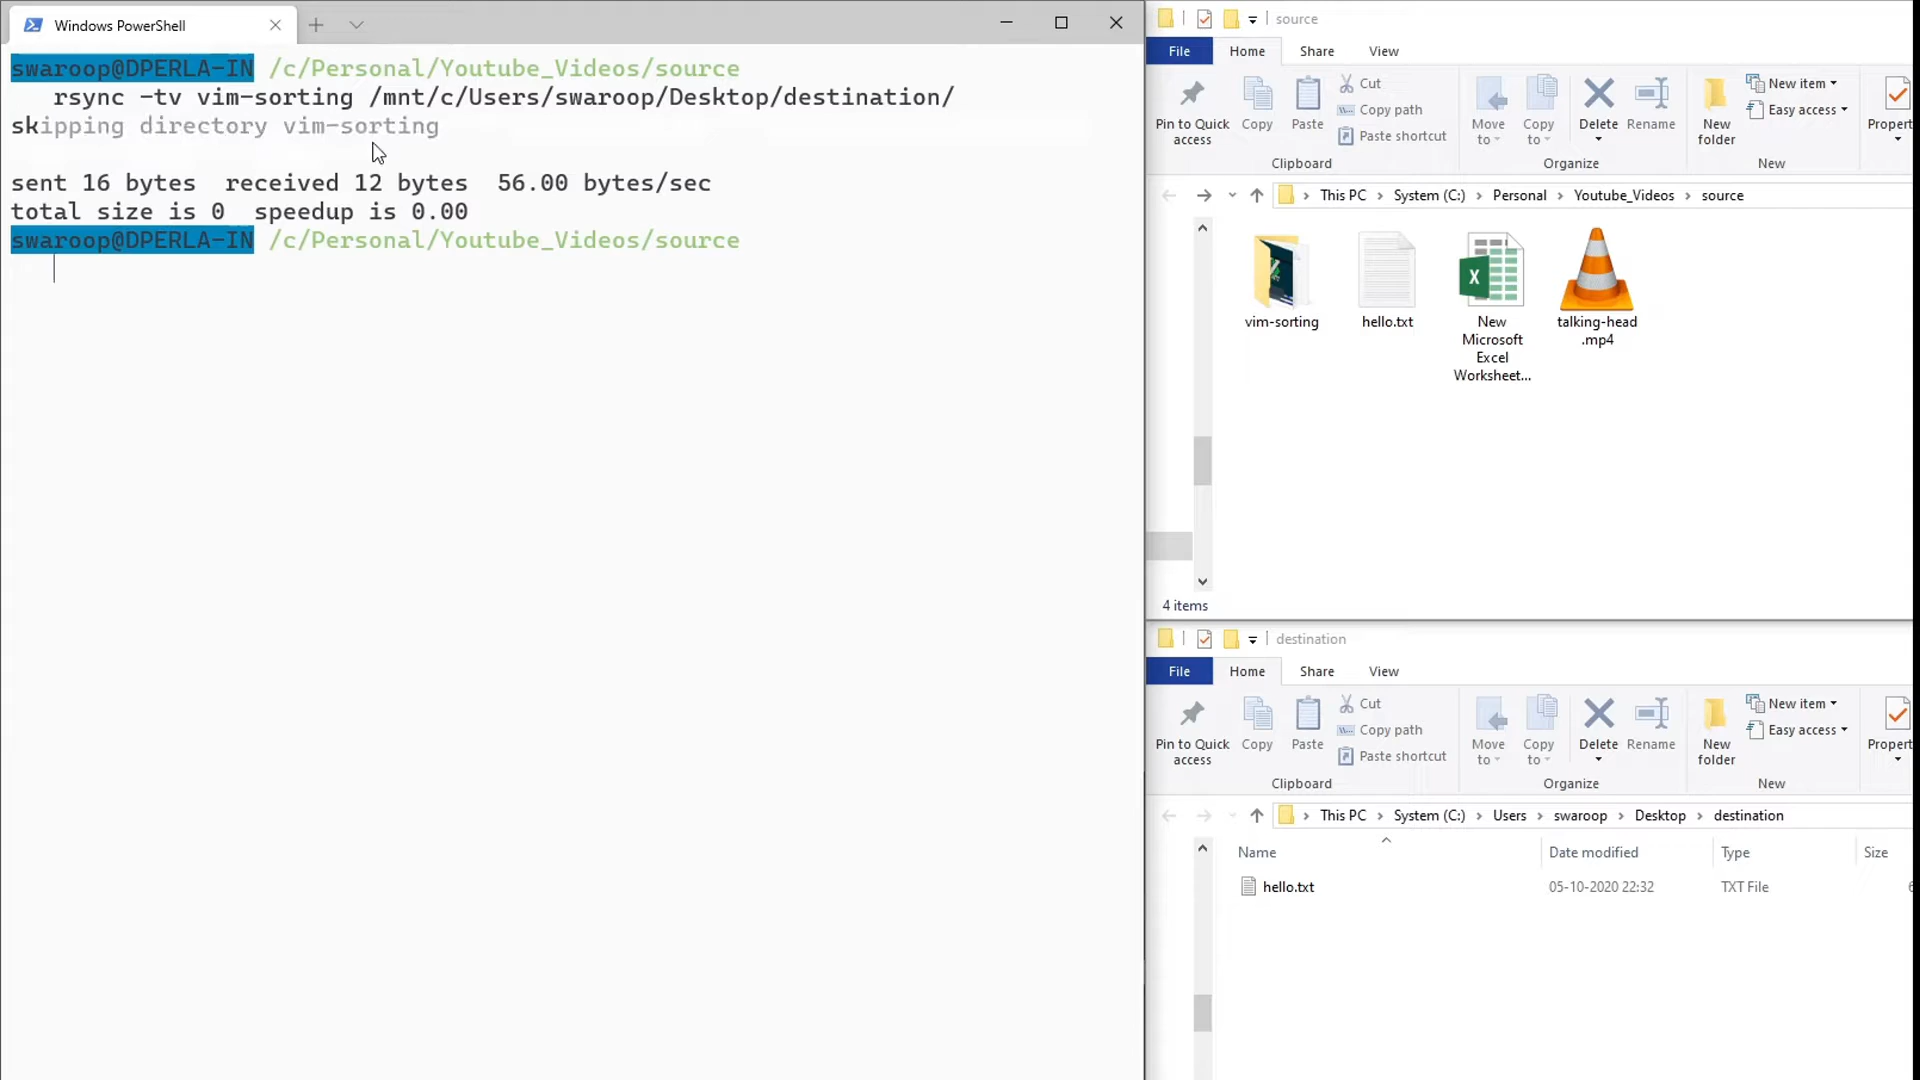 Windows PowerShell
swaroop@DPERLA-IN /c/Personal/Youtube_Videos/source
rsync -tv vim-sorting /mnt/c/Users/swaroop/Desktop/destination/
skipping directory vim-sorting
sent 16 bytes  received 12 bytes  56.00 bytes/sec
total size is 0  speedup is 0.00
swaroop@DPERLA-IN /c/Personal/Youtube_Videos/source
source
File Home Share View
Pin to Quick access
Copy
Paste
Cut
Copy path
Paste shortcut
Clipboard
Move to
Copy to
Delete
Rename
Organize
New folder
New item
Easy access
New
Propert
This PC > System (C:) > Personal > Youtube_Videos > source
vim-sorting
hello.txt
New Microsoft Excel Worksheet...
talking-head.mp4
4 items
destination
File Home Share View
Pin to Quick access
Copy
Paste
Cut
Copy path
Paste shortcut
Clipboard
Move to
Copy to
Delete
Rename
Organize
New folder
New item
Easy access
New
Propert
This PC > System (C:) > Users > swaroop > Desktop > destination
Name Date modified Type Size
hello.txt 05-10-2020 22:32 TXT File